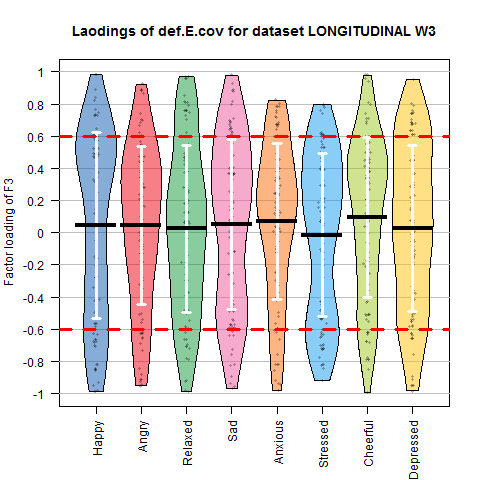 Laodings of def.E.cov for dataset LONGITUDINAL W3
Factor loading of F3
1
0.8
0.6
0.4
0.2
0
-0.2
-0.4
-0.6
-0.8
-1
Happy
Angry
Relaxed
Sad
Anxious
Stressed
Cheerful
Depressed